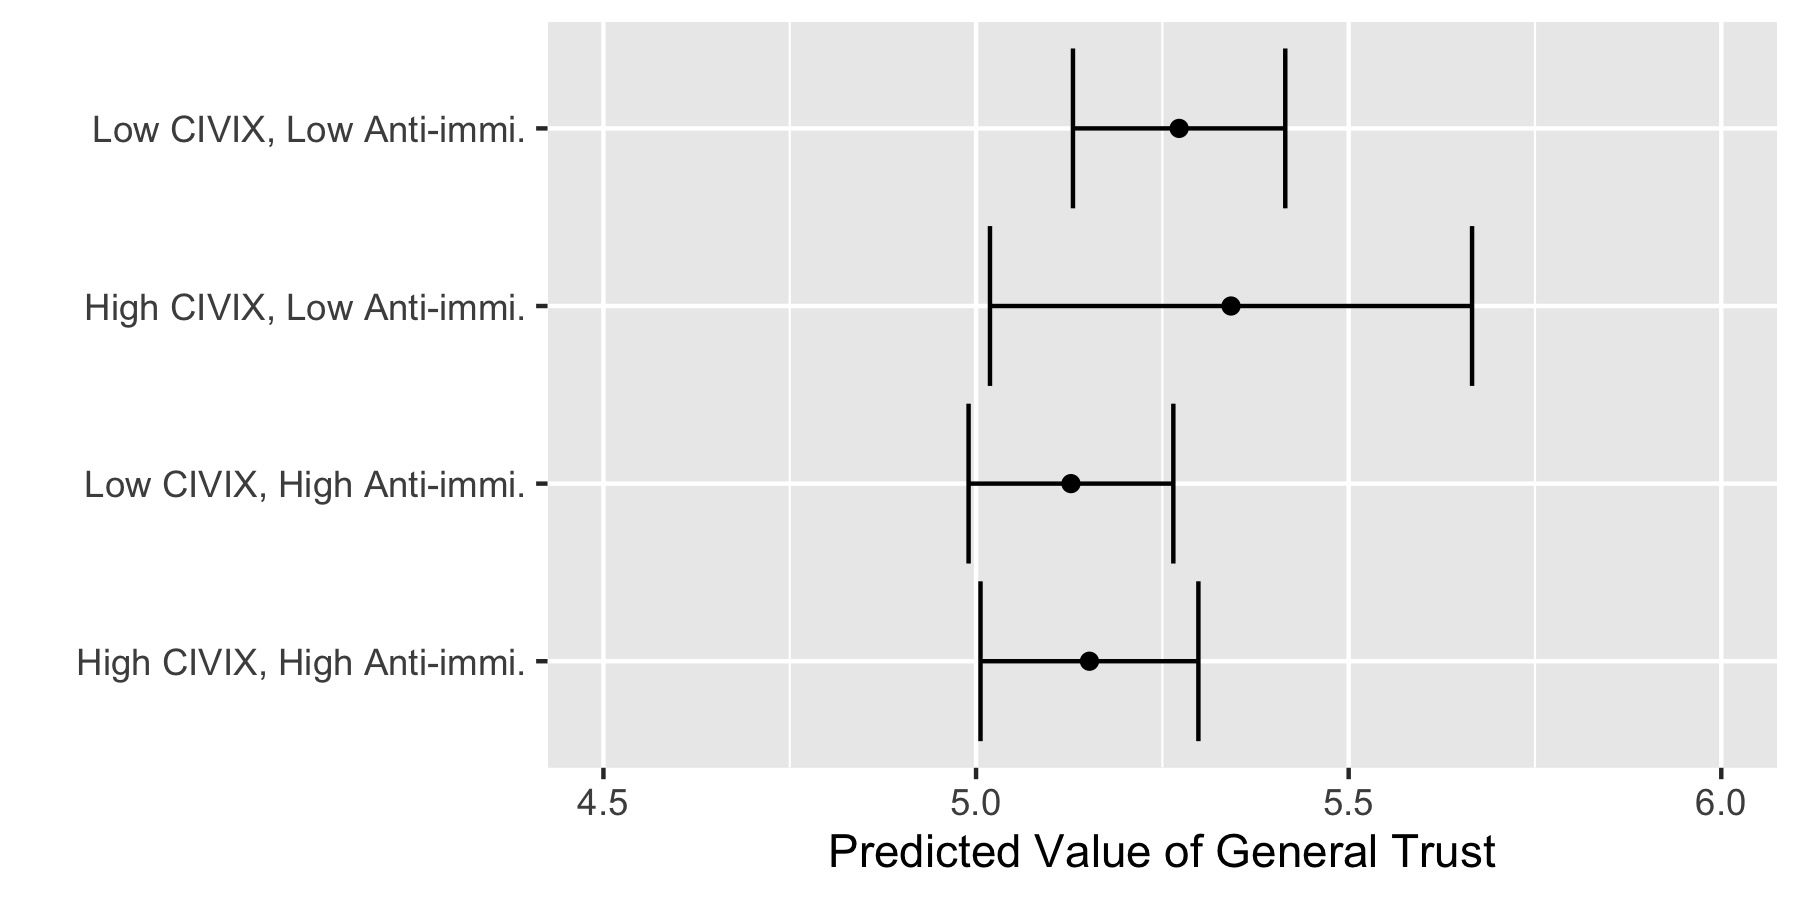 Low CIVIX, Low Anti-immi.
High CIVIX, Low Anti-immi.
Low CIVIX, High Anti-immi.
High CIVIX, High Anti-immi.
4.5 5.0 5.5 6.0
Predicted Value of General Trust